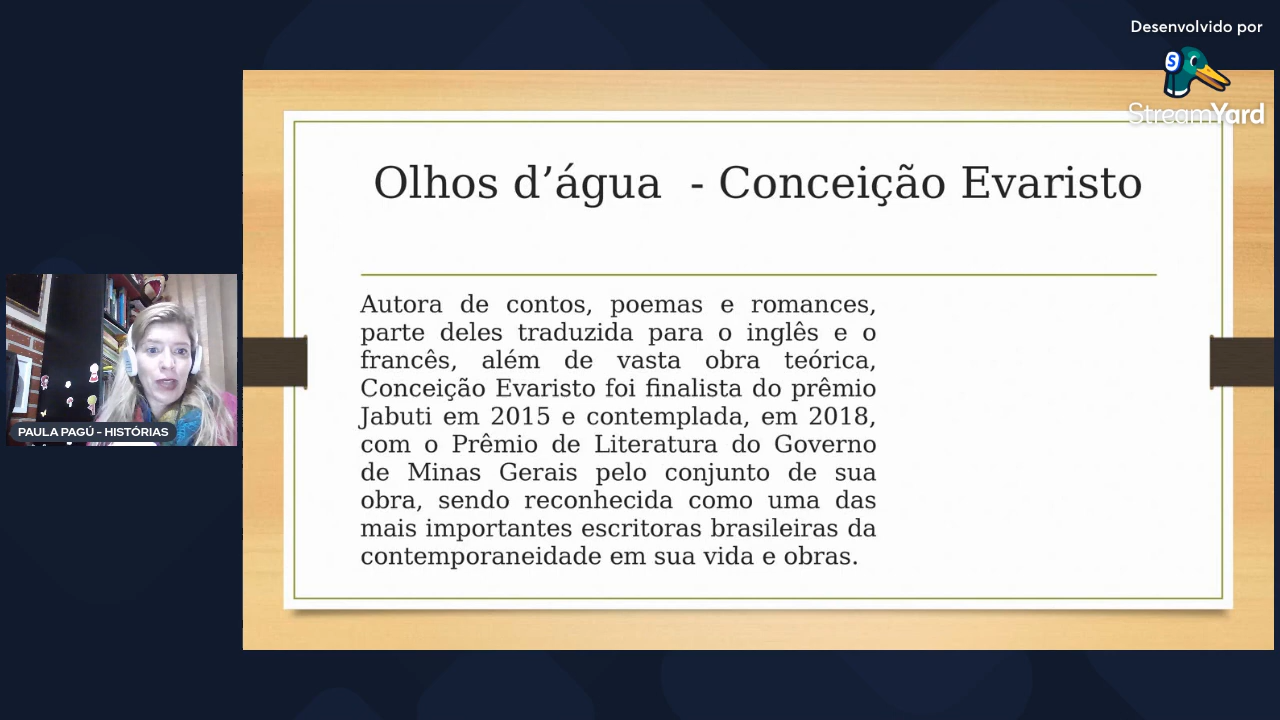 Desenvolvido por
StreamYard
Olhos d’água - Conceição Evaristo
Autora de contos, poemas e romances,
parte deles traduzida para o inglês e o
francês, além de vasta obra teórica,
Conceição Evaristo foi finalista do prêmio
Jabuti em 2015 e contemplada, em 2018,
com o Prêmio de Literatura do Governo
de Minas Gerais pelo conjunto de sua
obra, sendo reconhecida como uma das
mais importantes escritoras brasileiras da
contemporaneidade em sua vida e obras.
PAULA PAGÚ - HISTÓRIAS